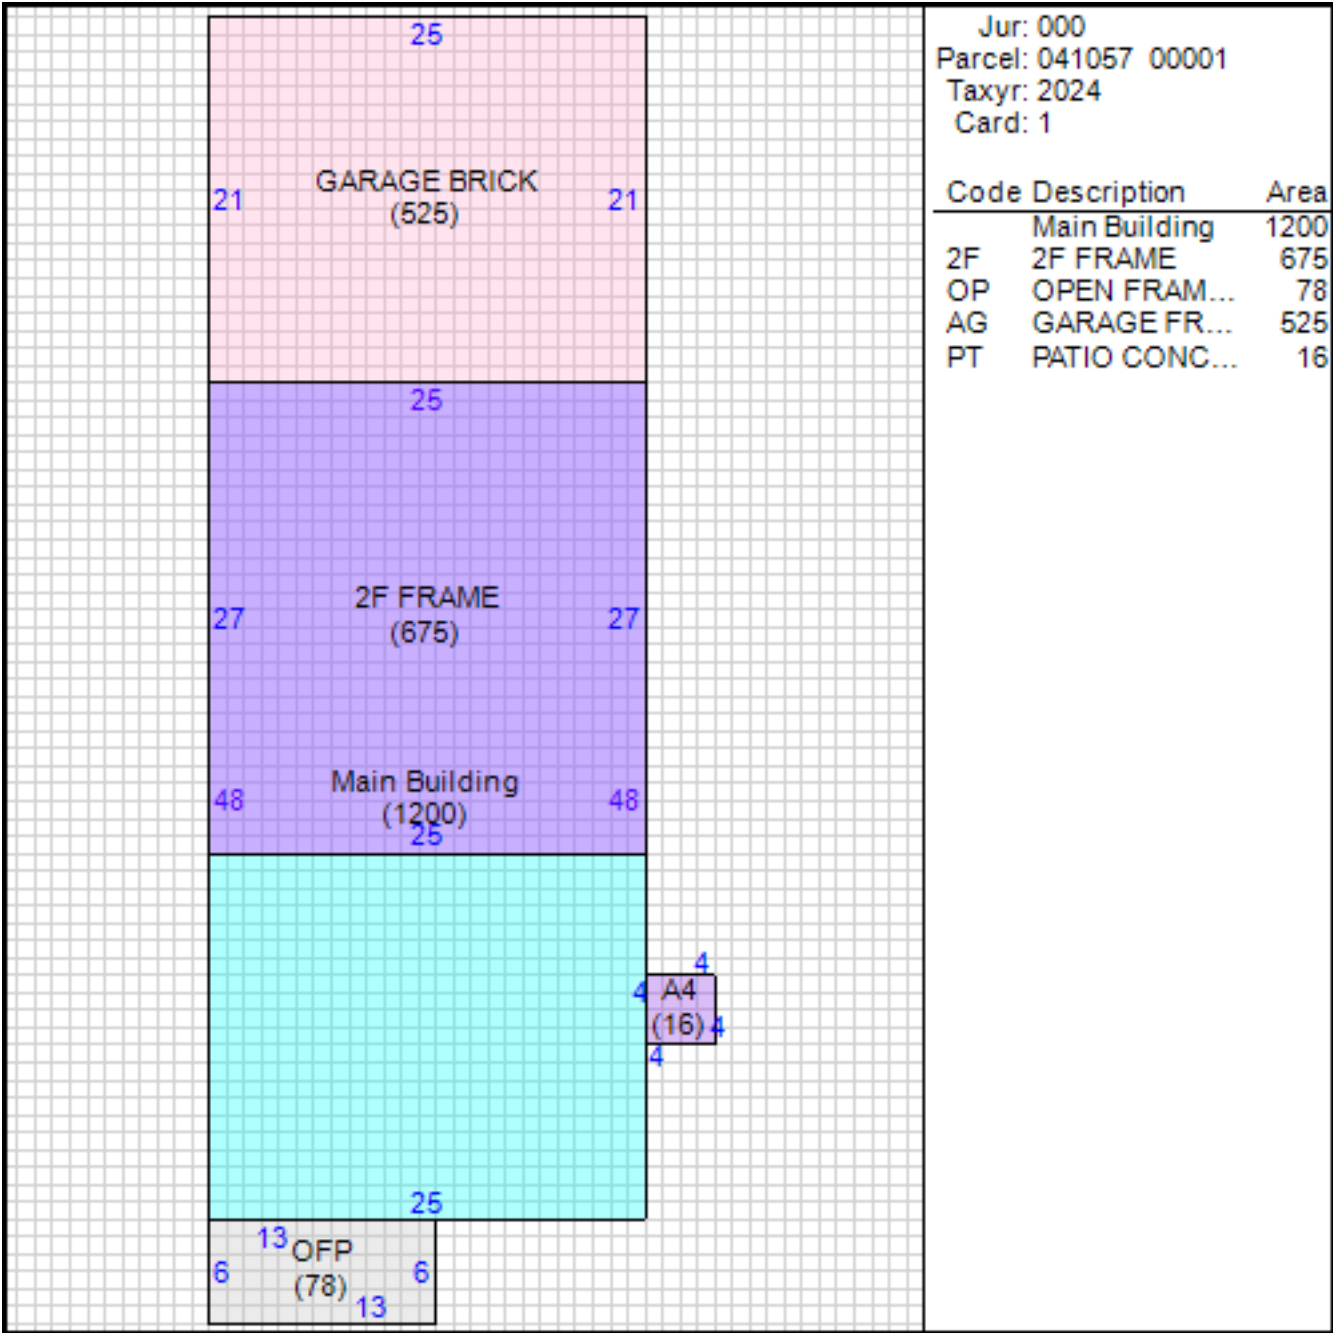 25
GARAGE BRICK
21 21
(525)
25
2F FRAME
27 27
(675)
Main Building
48 48
(1200)
25
4
4 A4
(16) 4
4
25
13
OFP
6 6
(78)
13
Jur: 000
Parcel: 041057 00001
Taxyr: 2024
Card: 1
Code Description Area
Main Building 1200
2F 2F FRAME 675
OP OPEN FRAM... 78
AG GARAGE FR... 525
PT PATIO CONC... 16